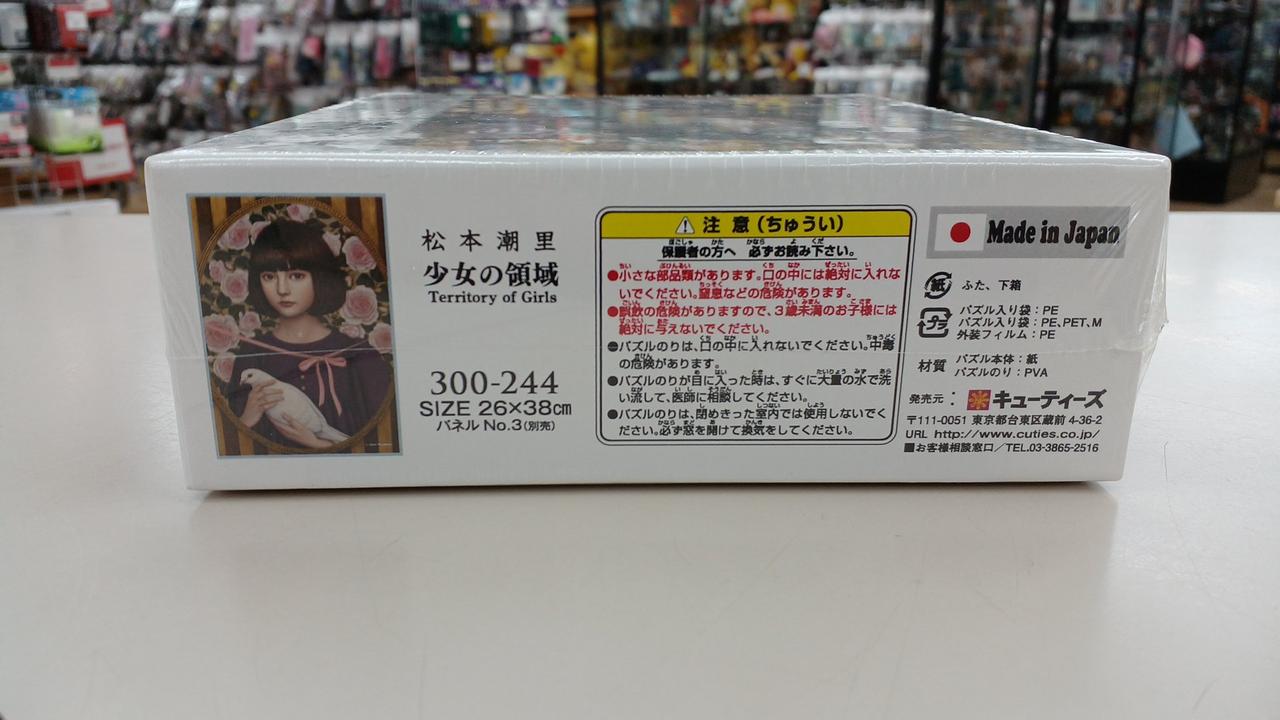 松本潮里
少女の領域
Territory of Girls
300-244
SIZE 26×38cm
パネル No.3(別売)
注意(ちゅうい)
保護者の方へ 必ずお読み下さい。
●小さな部品類があります。口の中には絶対に入れな
いでください。窒息などの危険があります。
●誤飲の危険がありますので、3歳未満のお子様には
絶対に与えないでください。
●パズルのりは、口の中に入れないでください。中毒
の危険があります。
●パズルのりが目に入った時は、すぐに大量の水で洗
い流して、医師に相談してください。
●パズルのりは、閉めきった室内では使用しないでく
ださい。必ず窓を開けて換気をしてください。
Made in Japan
紙 ふた、下箱
プラ パズル入り袋:PE
パズル入り袋:PE、PET、M
外装フィルム:PE
材質 パズル本体:紙
パズルのり:PVA
発売元: キューティーズ
〒111-0051 東京都台東区蔵前 4-36-2
URL http://www.cuties.co.jp/
■お客様相談窓口/TEL.03-3865-2516